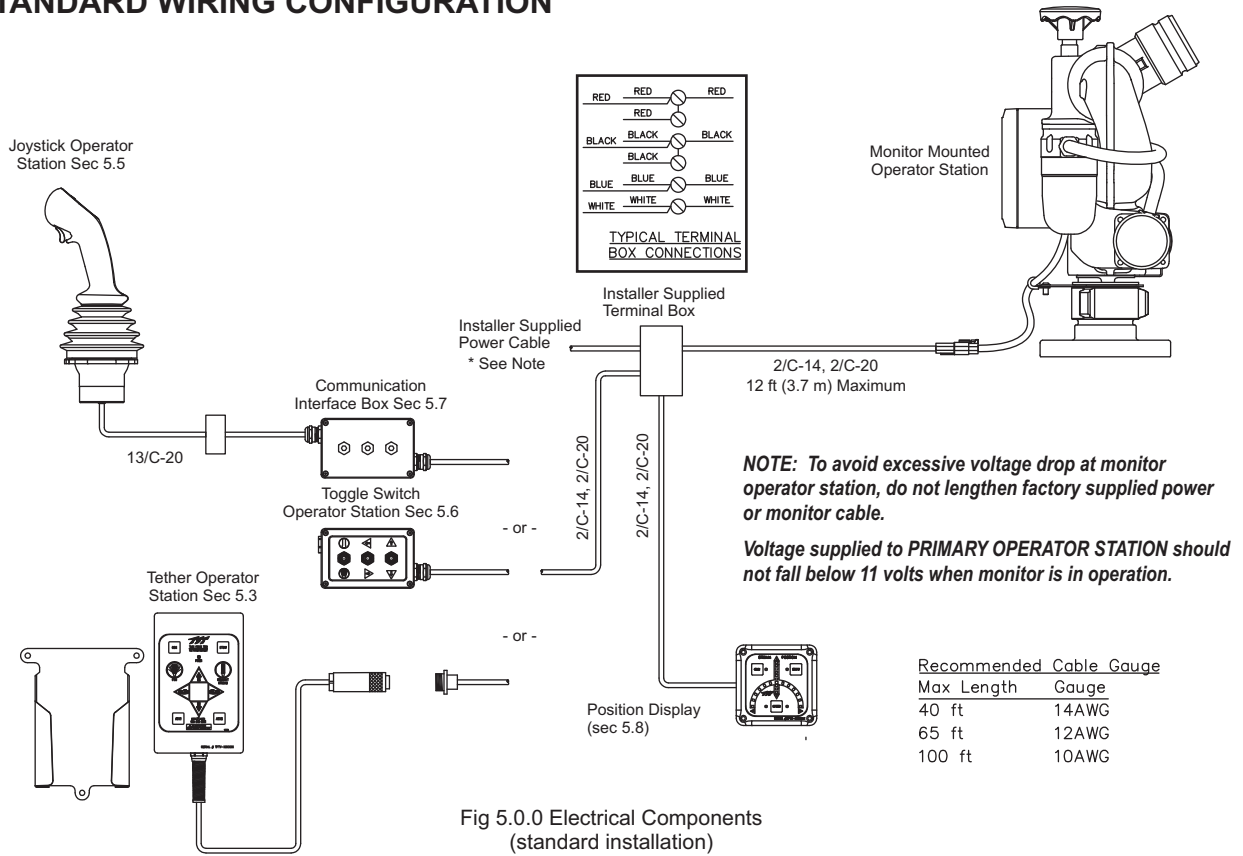 TANDARD WIRING CONFIGURATION
RED RED RED
RED
BLACK BLACK BLACK
BLACK
BLUE BLUE BLUE
WHITE WHITE WHITE
TYPICAL TERMINAL
BOX CONNECTIONS
Joystick Operator
Station Sec 5.5
Monitor Mounted
Operator Station
Installer Supplied
Terminal Box
Installer Supplied
Power Cable
* See Note
2/C-14, 2/C-20
12 ft (3.7 m) Maximum
Communication
Interface Box Sec 5.7
13/C-20
Toggle Switch
Operator Station Sec 5.6
- or -
2/C-14, 2/C-20
2/C-14, 2/C-20
NOTE: To avoid excessive voltage drop at monitor
operator station, do not lengthen factory supplied power
or monitor cable.
Voltage supplied to PRIMARY OPERATOR STATION should
not fall below 11 volts when monitor is in operation.
Tether Operator
Station Sec 5.3
- or -
Position Display
(sec 5.8)
Recommended Cable Gauge
Max Length Gauge
40 ft 14AWG
65 ft 12AWG
100 ft 10AWG
Fig 5.0.0 Electrical Components
(standard installation)